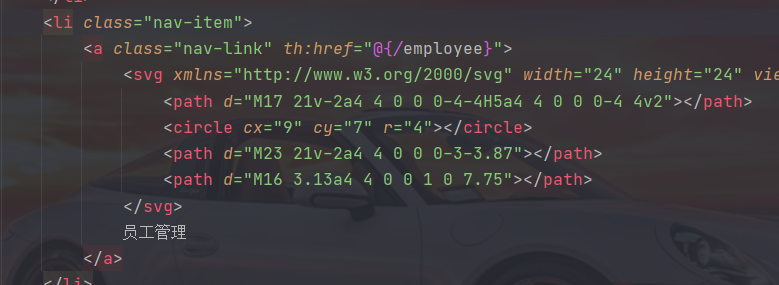 </li>
<li class="nav-item">
<a class="nav-link" th:href="@{/employee}">
<svg xmlns="http://www.w3.org/2000/svg" width="24" height="24" vie
<path d="M17 21v-2a4 4 0 0 0-4-4H5a4 4 0 0 0-4 4v2"></path>
<circle cx="9" cy="7" r="4"></circle>
<path d="M23 21v-2a4 4 0 0 0-3-3.87"></path>
<path d="M16 3.13a4 4 0 0 1 0 7.75"></path>
</svg>
员工管理
</a>
</li>